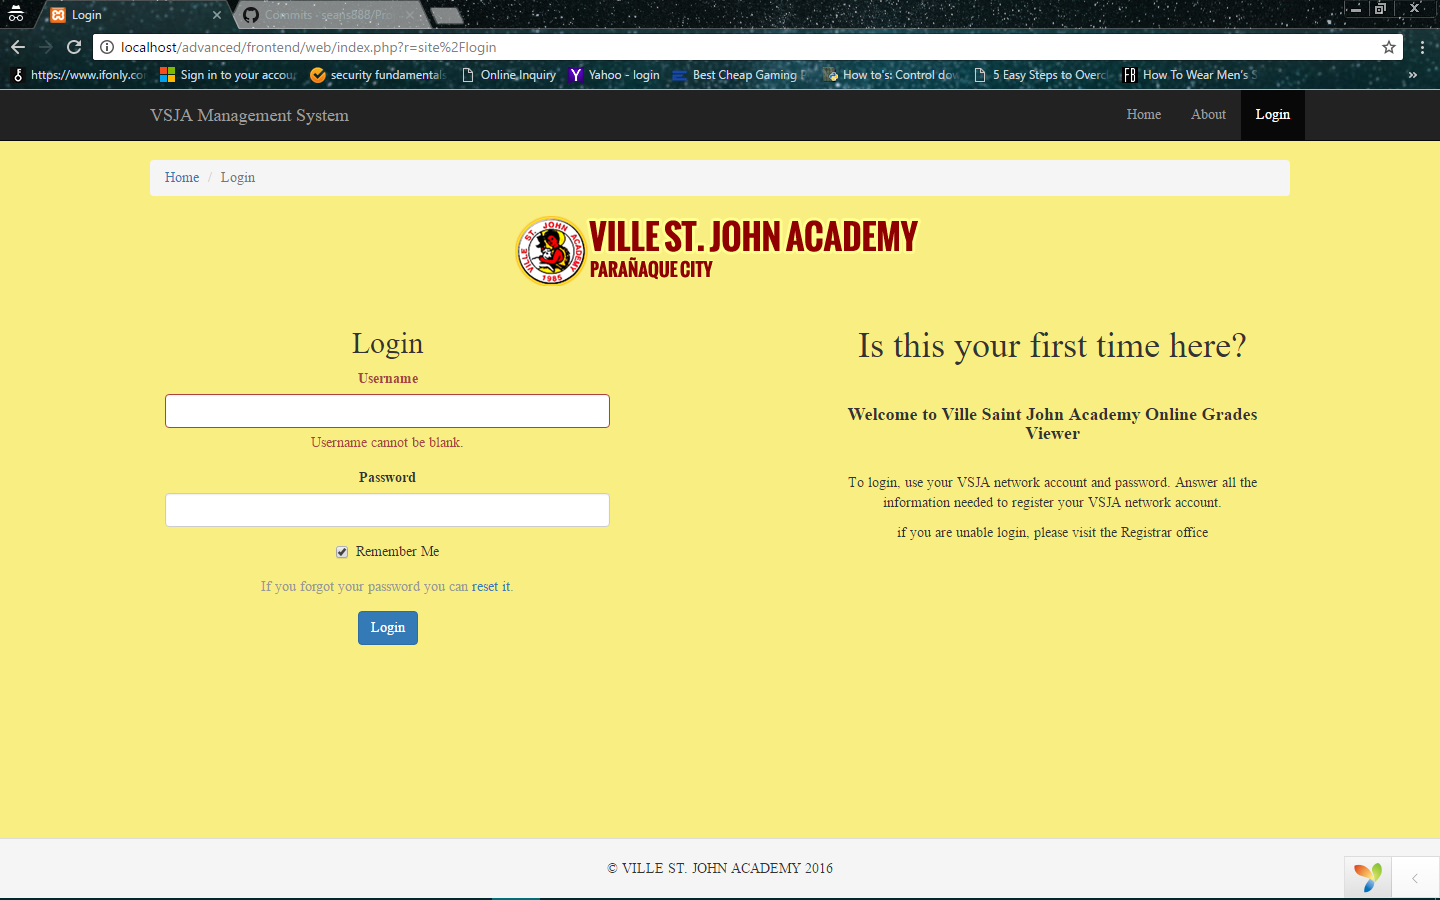 Login
Commits · seans888/Pro
localhost/advanced/frontend/web/index.php?r=site%2Flogin
https://www.ifonly.co
Sign in to your accou
security fundamental
Online Inquiry
Yahoo - login
Best Cheap Gaming
How to's: Control do
5 Easy Steps to Overc
How To Wear Men's S
»
VSJA Management System
Home
About
Login
Home / Login
VILLE ST. JOHN ACADEMY
1985
VILLE ST. JOHN ACADEMY
PARAÑAQUE CITY
Login
Username
Username cannot be blank.
Password
Remember Me
If you forgot your password you can reset it.
Login
Is this your first time here?
Welcome to Ville Saint John Academy Online Grades
Viewer
To login, use your VSJA network account and password. Answer all the
information needed to register your VSJA network account.
if you are unable login, please visit the Registrar office
© VILLE ST. JOHN ACADEMY 2016